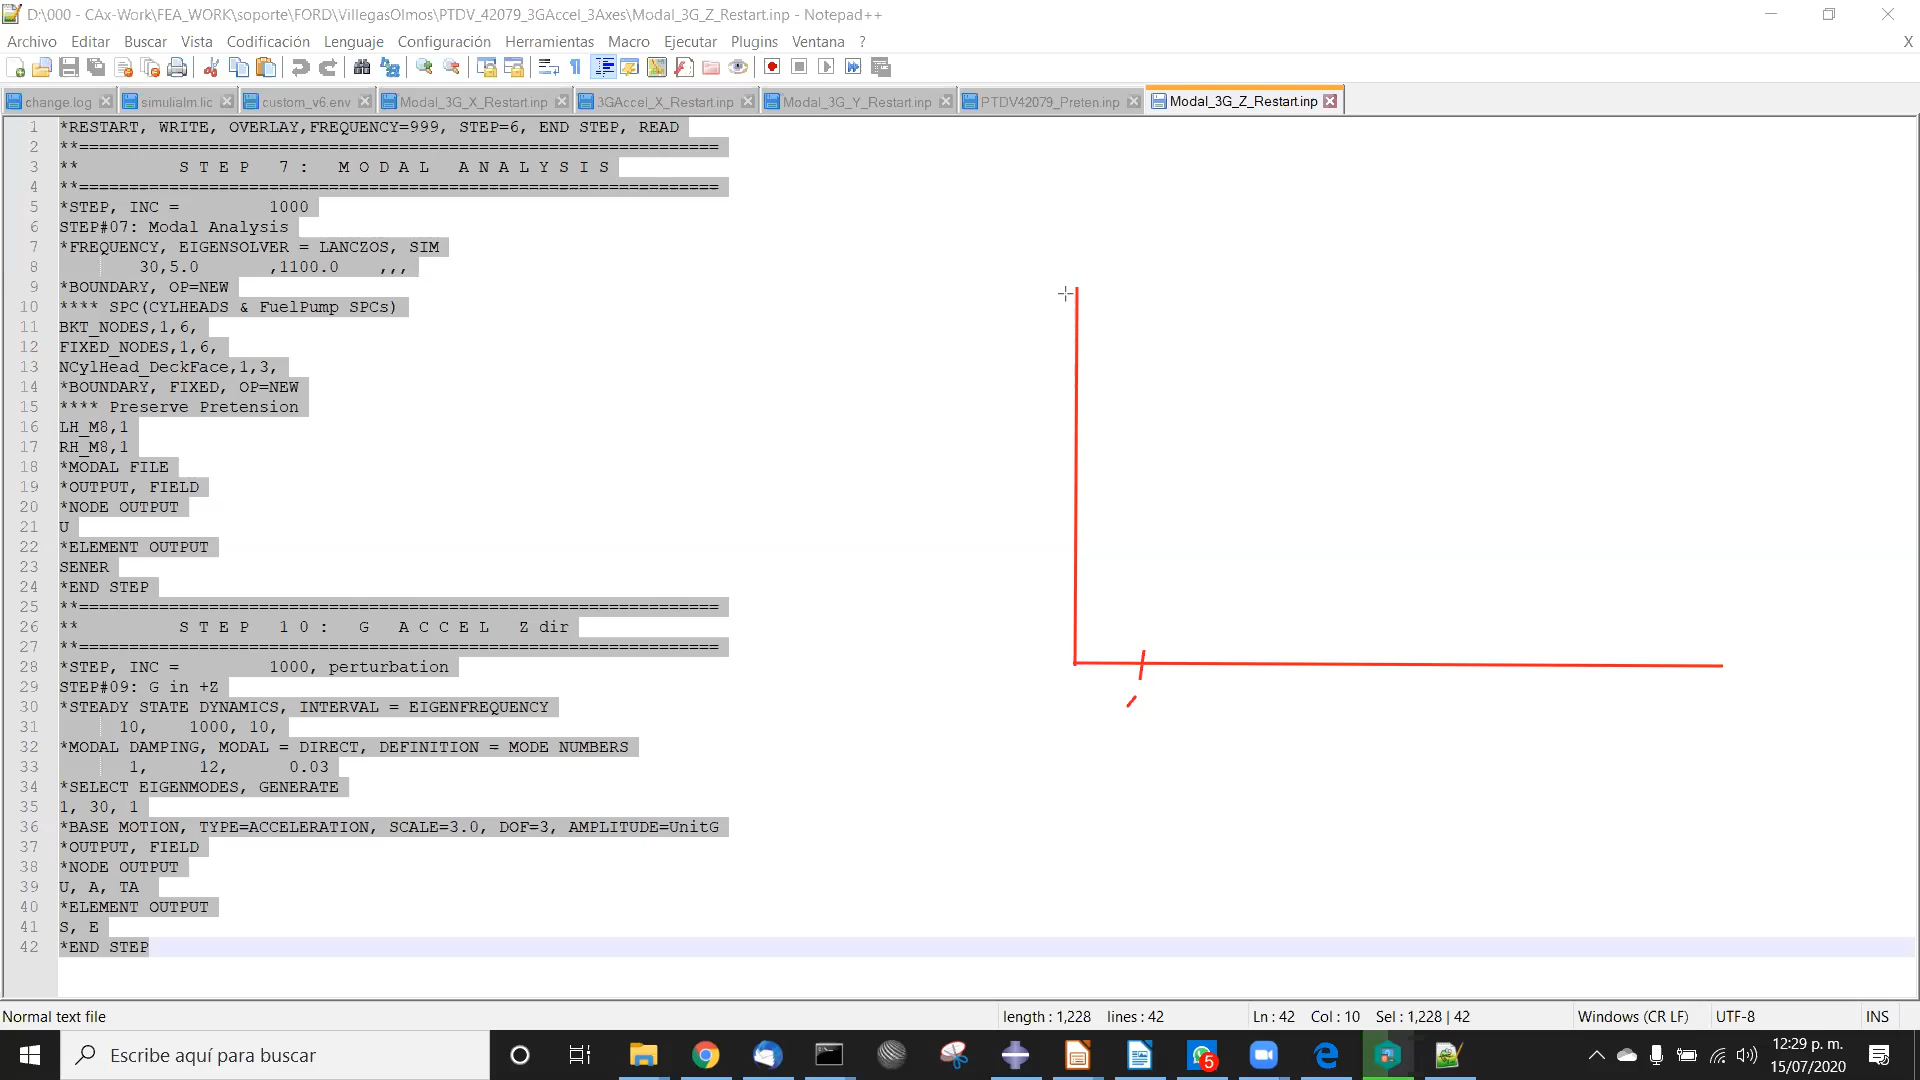 D:\000 - CAx-Work\FEA_WORK\soporte\FORD\VillegasOlmos\PTDV_42079_3GAccel_3Axes\Modal_3G_Z_Restart.inp - Notepad++
Archivo Editar Buscar Vista Codificación Lenguaje Configuración Herramientas Macro Ejecutar Plugins Ventana ? X
change.log simulialm.lic custom_v6.env Modal_3G_X_Restart.inp 3GAccel_X_Restart.inp Modal_3G_Y_Restart.inp PTDV42079_Preten.inp Modal_3G_Z_Restart.inp
1 *RESTART, WRITE, OVERLAY,FREQUENCY=999, STEP=6, END STEP, READ
2 **================================================================
3 ** S T E P 7 : M O D A L A N A L Y S I S
4 **================================================================
5 *STEP, INC = 1000
6 STEP#07: Modal Analysis
7 *FREQUENCY, EIGENSOLVER = LANCZOS, SIM
8 30,5.0 ,1100.0 ,,,
9 *BOUNDARY, OP=NEW
10 **** SPC(CYLHEADS & FuelPump SPCs)
11 BKT_NODES,1,6,
12 FIXED_NODES,1,6,
13 NCylHead_DeckFace,1,3,
14 *BOUNDARY, FIXED, OP=NEW
15 **** Preserve Pretension
16 LH_M8,1
17 RH_M8,1
18 *MODAL FILE
19 *OUTPUT, FIELD
20 *NODE OUTPUT
21 U
22 *ELEMENT OUTPUT
23 SENER
24 *END STEP
25 **================================================================
26 ** S T E P 1 0 : G A C C E L Z dir
27 **================================================================
28 *STEP, INC = 1000, perturbation
29 STEP#09: G in +Z
30 *STEADY STATE DYNAMICS, INTERVAL = EIGENFREQUENCY
31 10, 1000, 10,
32 *MODAL DAMPING, MODAL = DIRECT, DEFINITION = MODE NUMBERS
33 1, 12, 0.03
34 *SELECT EIGENMODES, GENERATE
35 1, 30, 1
36 *BASE MOTION, TYPE=ACCELERATION, SCALE=3.0, DOF=3, AMPLITUDE=UnitG
37 *OUTPUT, FIELD
38 *NODE OUTPUT
39 U, A, TA
40 *ELEMENT OUTPUT
41 S, E
42 *END STEP
Normal text file length : 1,228 lines : 42 Ln : 42 Col : 10 Sel : 1,228 | 42 Windows (CR LF) UTF-8 INS
Escribe aquí para buscar 5 12:29 p. m.
15/07/2020